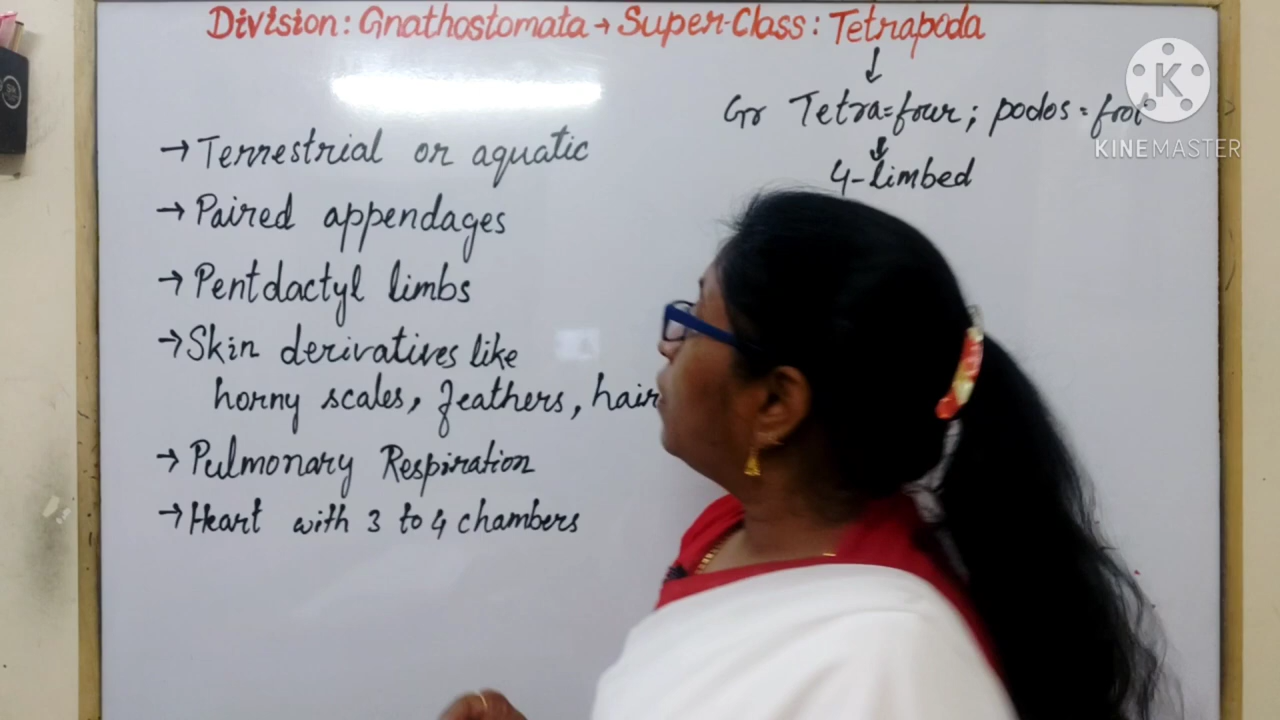 Division: Gnathostomata → Super-Class: Tetrapoda
↓
Gr Tetra=four; podos =
↓
4-limbed
→ Terrestrial or aquatic
→ Paired appendages
→ Pentdactyl limbs
→ Skin derivatives like
horny scales, feathers, hair
→ Pulmonary Respiration
→ Heart with 3 to 4 chambers
K
KINEMASTER